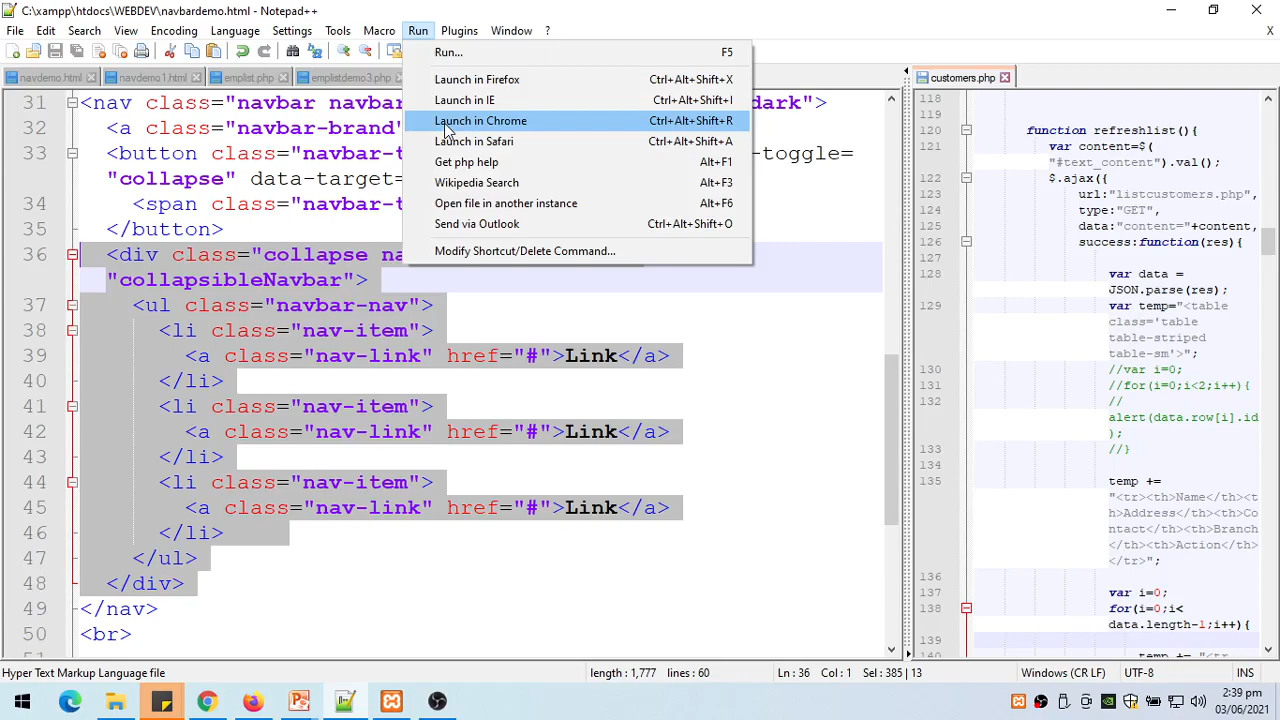 C:\xampp\htdocs\WEBDEV\navbardemo.html - Notepad++
File Edit Search View Encoding Language Settings Tools Macro Run Plugins Window ? X
navdemo.html navdemo1.html emplist.php emplistdemo3.php customers.php
Run... F5
Launch in Firefox Ctrl+Alt+Shift+X
Launch in IE Ctrl+Alt+Shift+I
Launch in Chrome Ctrl+Alt+Shift+R
Launch in Safari Ctrl+Alt+Shift+A
Get php help Alt+F1
Wikipedia Search Alt+F3
Open file in another instance Alt+F6
Send via Outlook Ctrl+Alt+Shift+O
Modify Shortcut/Delete Command...
31 <nav class="navbar dark">
32 <a class="navbar-brand"
33 <button class="navbar-t -toggle=
"collapse" data-target=
34 <span class="navbar-t
35 </button>
36 <div class="collapse na
"collapsibleNavbar">
37 <ul class="navbar-nav">
38 <li class="nav-item">
39 <a class="nav-link" href="#">Link</a>
40 </li>
41 <li class="nav-item">
42 <a class="nav-link" href="#">Link</a>
43 </li>
44 <li class="nav-item">
45 <a class="nav-link" href="#">Link</a>
46 </li>
47 </ul>
48 </div>
49 </nav>
50 <br>
118
119
120 function refreshlist(){
121 var content=$(
"#text_content").val();
122 $.ajax({
123 url:"listcustomers.php",
124 type:"GET",
125 data:"content="+content,
126 success:function(res){
127
128 var data =
JSON.parse(res);
129 var temp="<table
class='table
table-striped
table-sm'>";
130 //var i=0;
131 //for(i=0;i<2;i++){
132 //
alert(data.row[i].id
);
133 //}
134
135 temp +=
"<tr><th>Name</th><t
h>Address</th><th>Co
ntact</th><th>Branch
</th><th>Action</th>
</tr>";
136
137 var i=0;
138 for(i=0;i<
data.length-1;i++){
139
140 temp += "<tr
Hyper Text Markup Language file length : 1,777 lines : 60 Ln : 36 Col : 1 Sel : 385 | 13 Windows (CR LF) UTF-8 INS
2:39 pm
03/06/2021